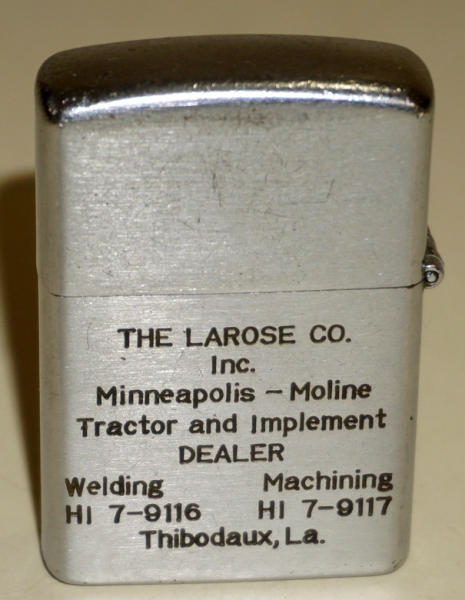 THE LAROSE CO.
Inc.
Minneapolis - Moline
Tractor and Implement
DEALER
Welding Machining
HI 7-9116 HI 7-9117
Thibodaux, La.